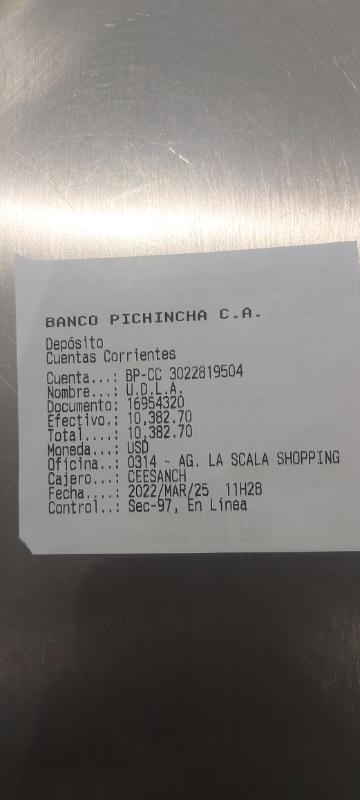 BANCO PICHINCHA C.A.
Depósito
Cuentas Corrientes
Cuenta...: BP-CC 3022819504
Nombre...: U.D.L.A.
Documento: 16954320
Efectivo.: 10,382.70
Total....: 10,382.70
Moneda...: USD
Oficina..: 0314 - AG. LA SCALA SHOPPING
Cajero...: CEESANCH
Fecha....: 2022/MAR/25 11H28
Control..: Sec-97, En Línea
PICHINCHA